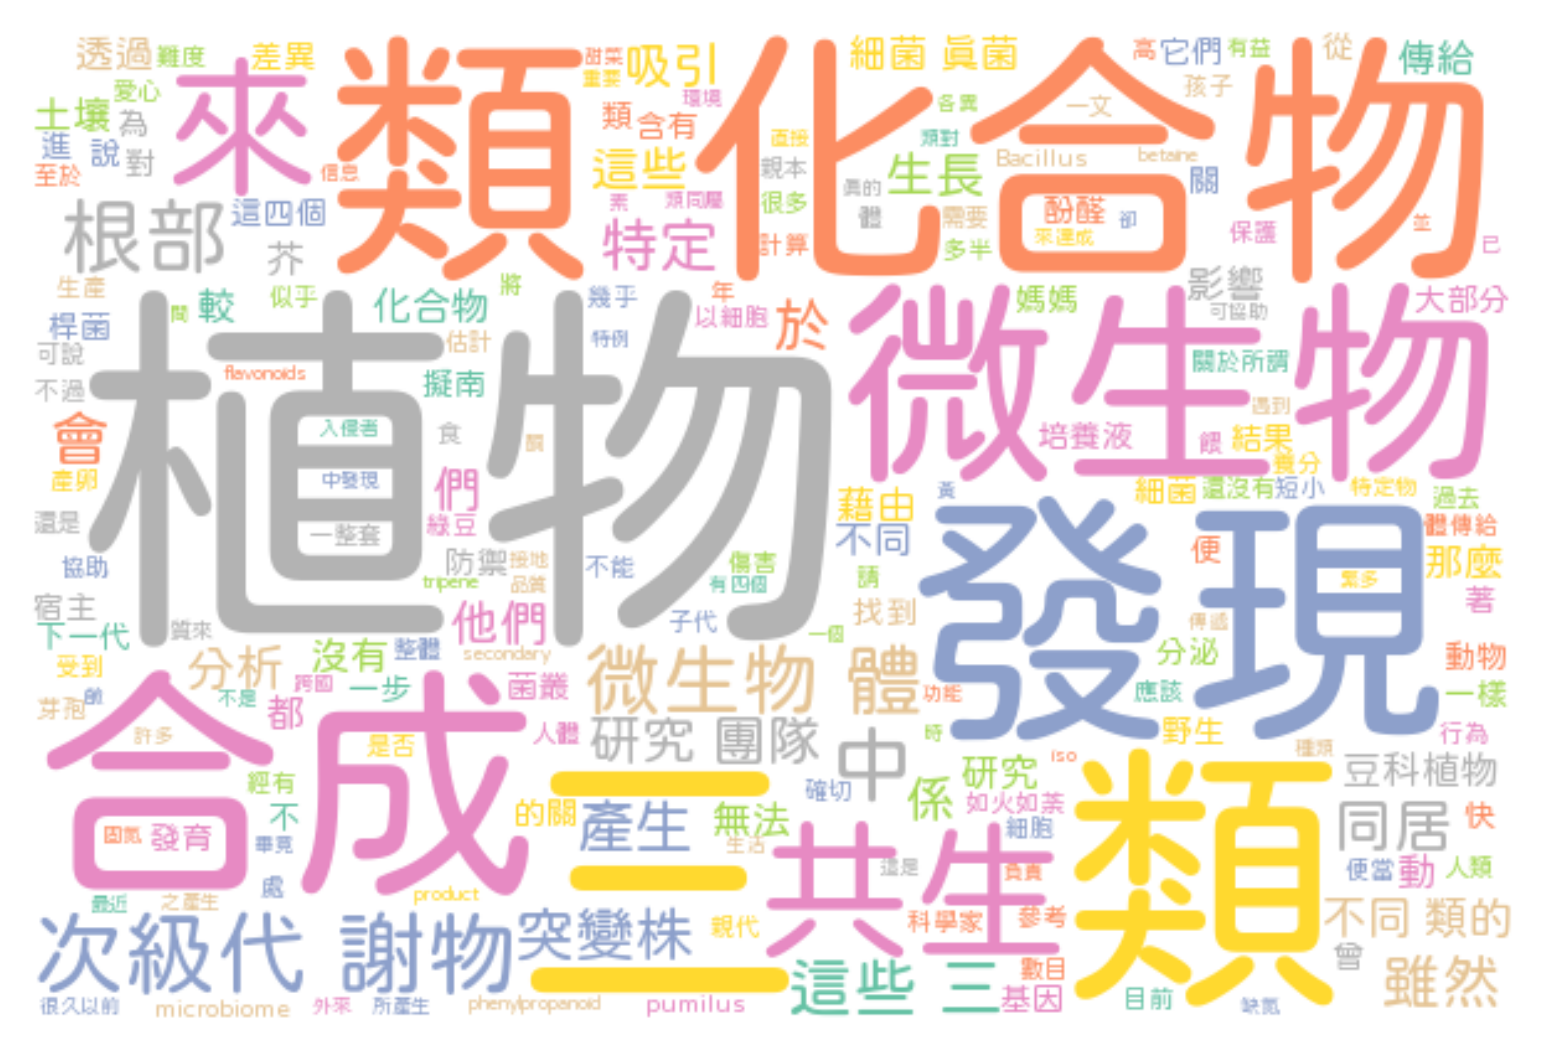 透過
難度
差異
愛心
土壤
為
進
說
對
至於
來
信息
類
化合物
甜菜
重要
吸引
環境
類
含有
這些
細菌 真菌
高
它們
有益
從
傳給
孩子
一文
各異
直接
類對
親本
生長
Bacillus
betaine
真的
體
很多
素
類同屬
特定
計算
需要
多半
酚醛
卻
來達成
關
保護
並
已
根部
這四個
芥
生產
間
較
似乎
化合物
將
幾乎
年
以細胞
於
媽媽
影響
可協助
大部分
桿菌
可說
不過
估計
特例
flavonoids
擬南
植物
微生物
關於所謂
遇到
會
入侵者
食
中發現
產卵
們
綠豆
還是
一整套
培養液
餵
結果
養分
細菌
還沒有
短小
特定物
過去
藉由
黃
不同
發現
體傳給
便
那麼
繁多
著
協助
防禦
接地
品質
tripene
不能
傷害
有四個
請
宿主
下一代
質來
他們
子代
一個
找到
傳遞
受到
分析
沒有
整體
secondary
微生物 體
分泌
動物
功能
應該
一樣
芽孢
不是
跨國
一步
菌叢
都
許多
是否
人體
研究 團隊
中
時
野生
行為
種類
合成
經有
不
固氮
發育
畢竟
處
的關
產生
無法
生活
確切
係
研究
iso
如火如荼
細胞
類
豆科植物
同居
快
便當
動
人類
這是
共生
負責
最近
之產生
product
二
三
次級代 謝物
突變株
親代
科學家
參考
不同 類的
曾
很久以前
microbiome
外來
所產生
phenylpropanoid
pumilus
這些 三
數目
基因
目前
缺氮
雖然